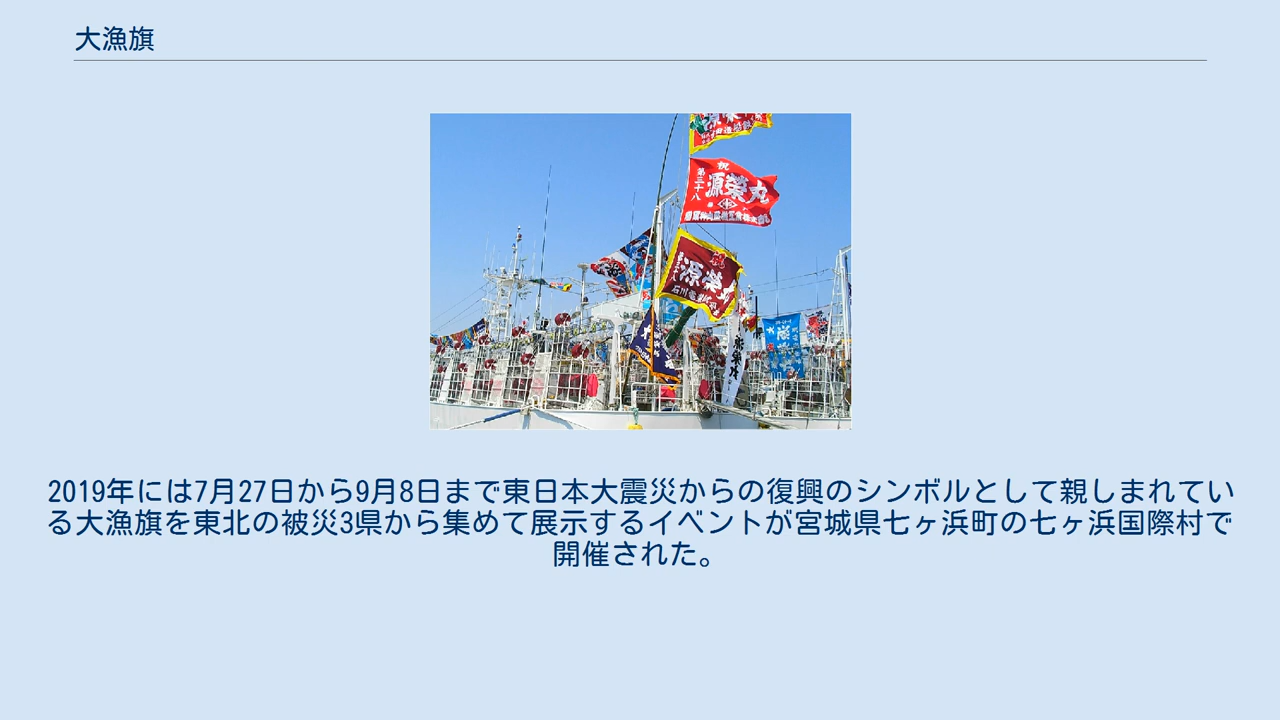 大漁旗
祝
第三十八
源榮丸
源榮丸
2019年には7月27日から9月8日まで東日本大震災からの復興のシンボルとして親しまれてい
る大漁旗を東北の被災3県から集めて展示するイベントが宮城県七ヶ浜町の七ヶ浜国際村で
開催された。